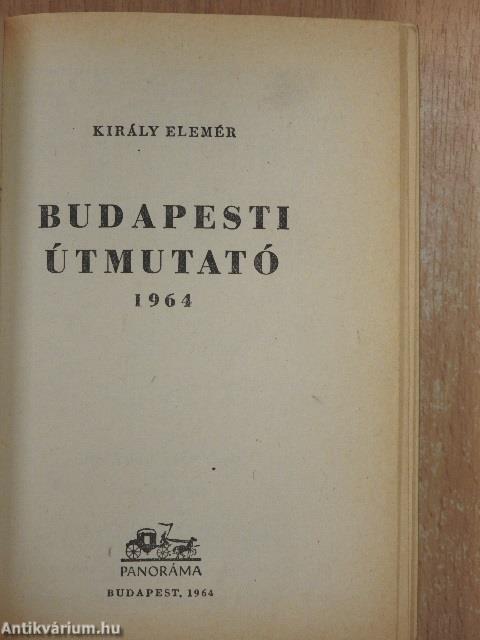 KIRÁLY ELEMÉR
BUDAPESTI
ÚTMUTATÓ
1964
PANORÁMA
BUDAPEST, 1964
Antikvárium.hu